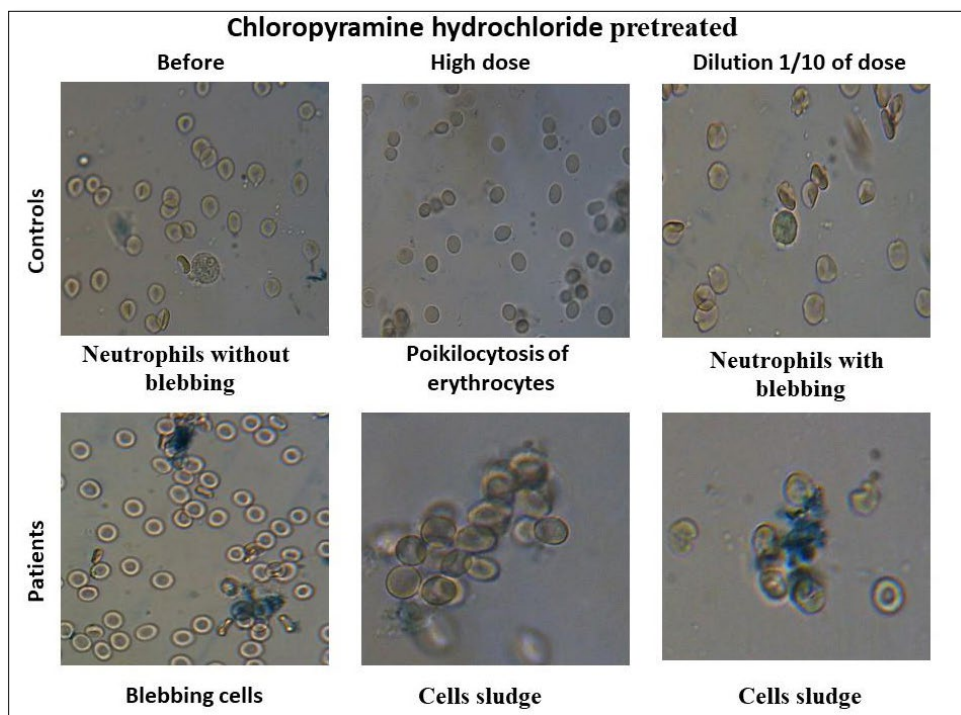 Chloropyramine hydrochloride pretreated
Before
High dose
Dilution 1/10 of dose
Controls
Neutrophils without
blebbing
Poikilocytosis of
erythrocytes
Neutrophils with
blebbing
Patients
Blebbing cells
Cells sludge
Cells sludge